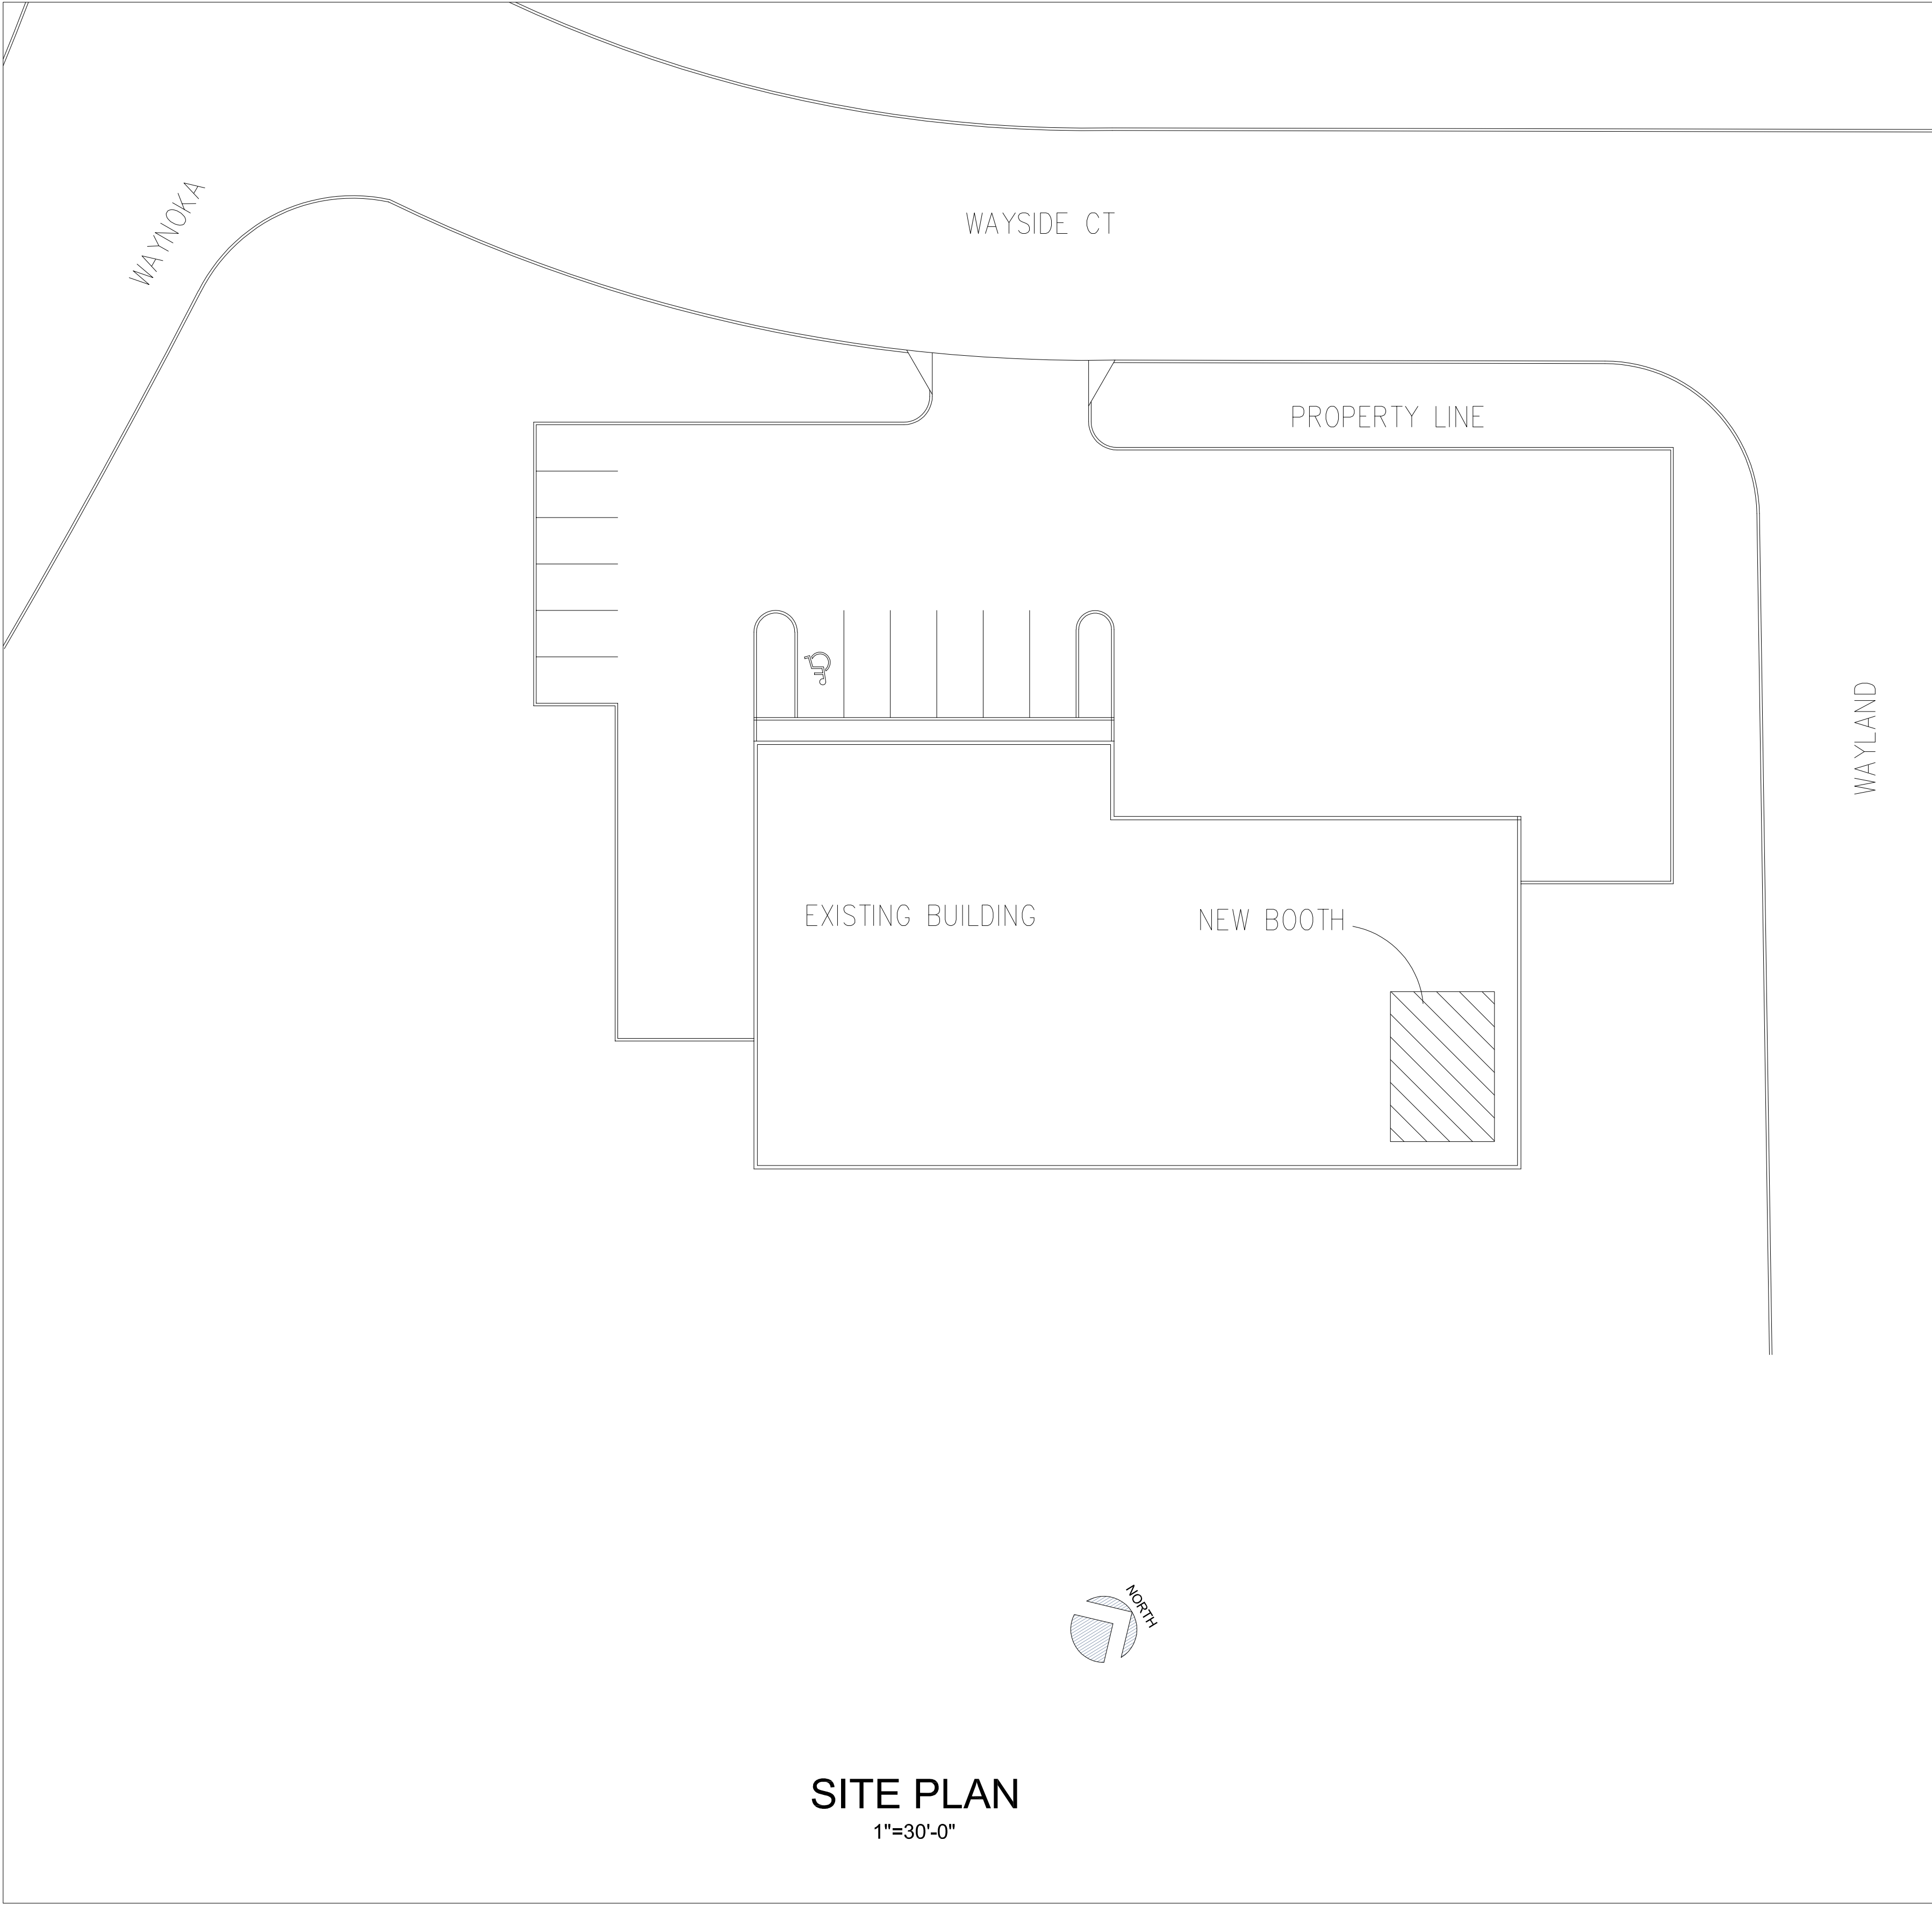 WAYNOKA
WAYSIDE CT
PROPERTY LINE
WAYLAND
EXISTING BUILDING
NEW BOOTH
NORTH
SITE PLAN
1"=30'-0"